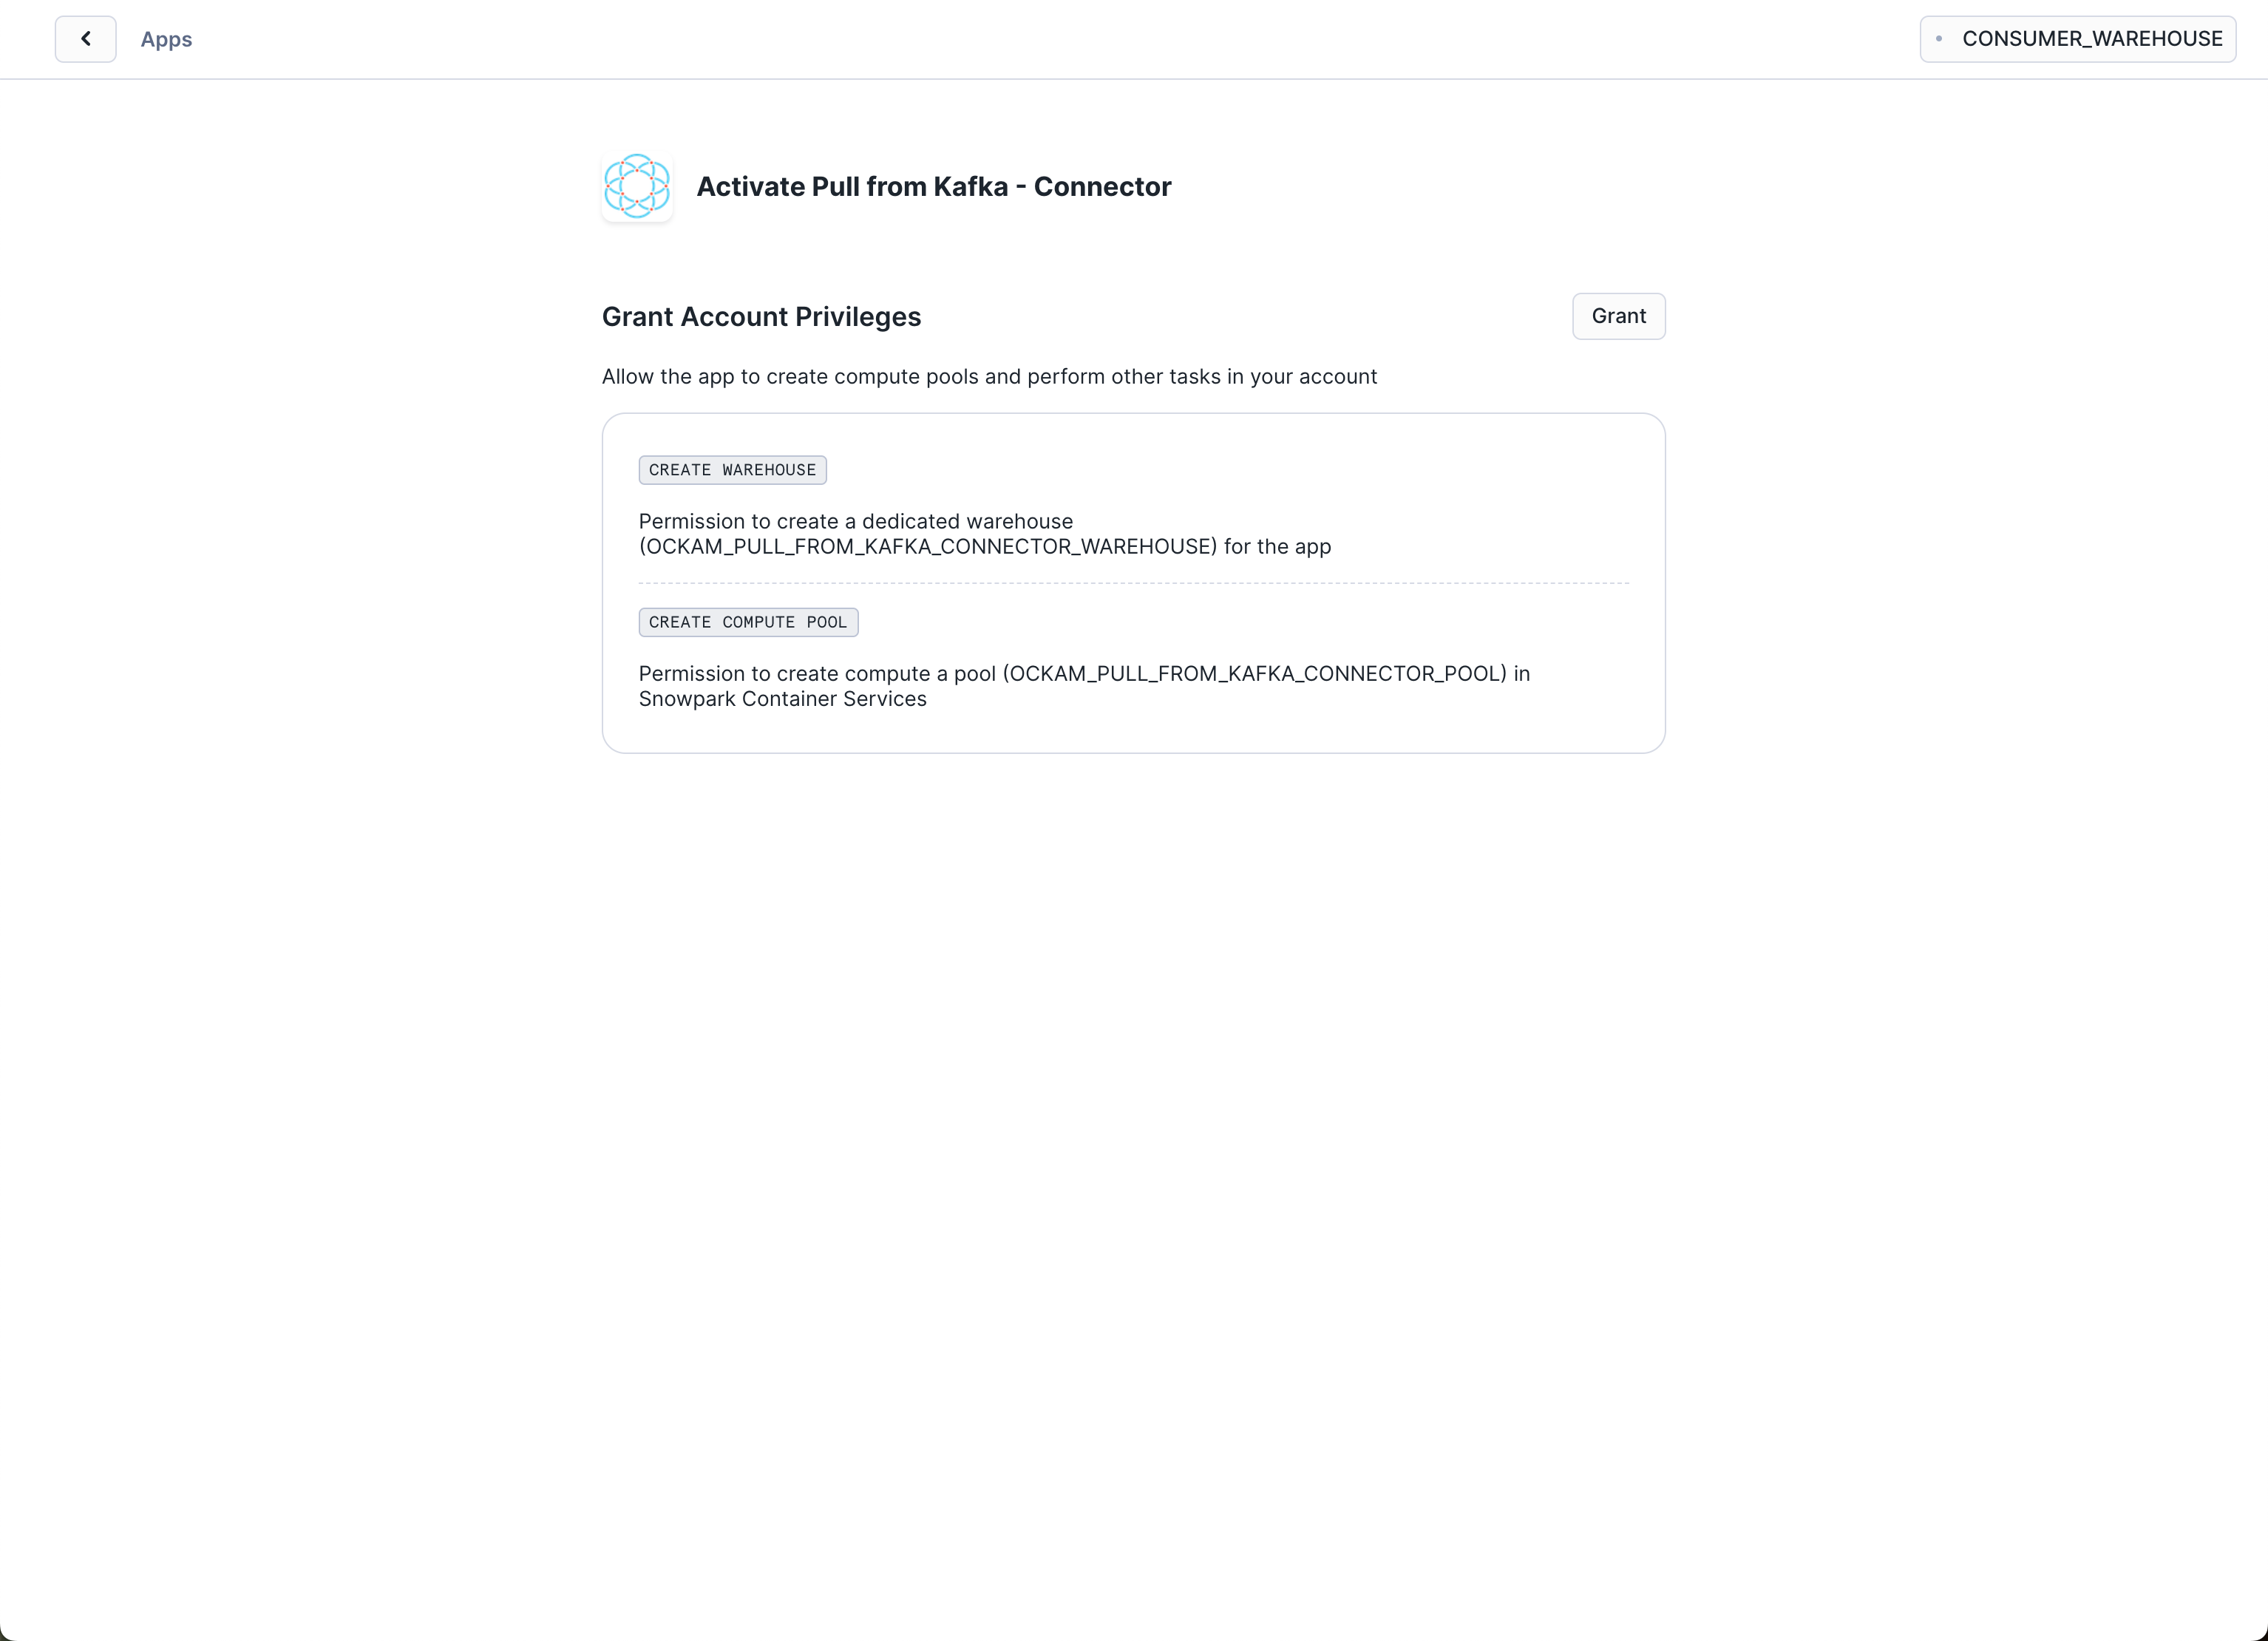 Apps
CONSUMER_WAREHOUSE
Activate Pull from Kafka - Connector
Grant Account Privileges
Grant
Allow the app to create compute pools and perform other tasks in your account
CREATE WAREHOUSE
Permission to create a dedicated warehouse
(OCKAM_PULL_FROM_KAFKA_CONNECTOR_WAREHOUSE) for the app
CREATE COMPUTE POOL
Permission to create compute a pool (OCKAM_PULL_FROM_KAFKA_CONNECTOR_POOL) in
Snowpark Container Services